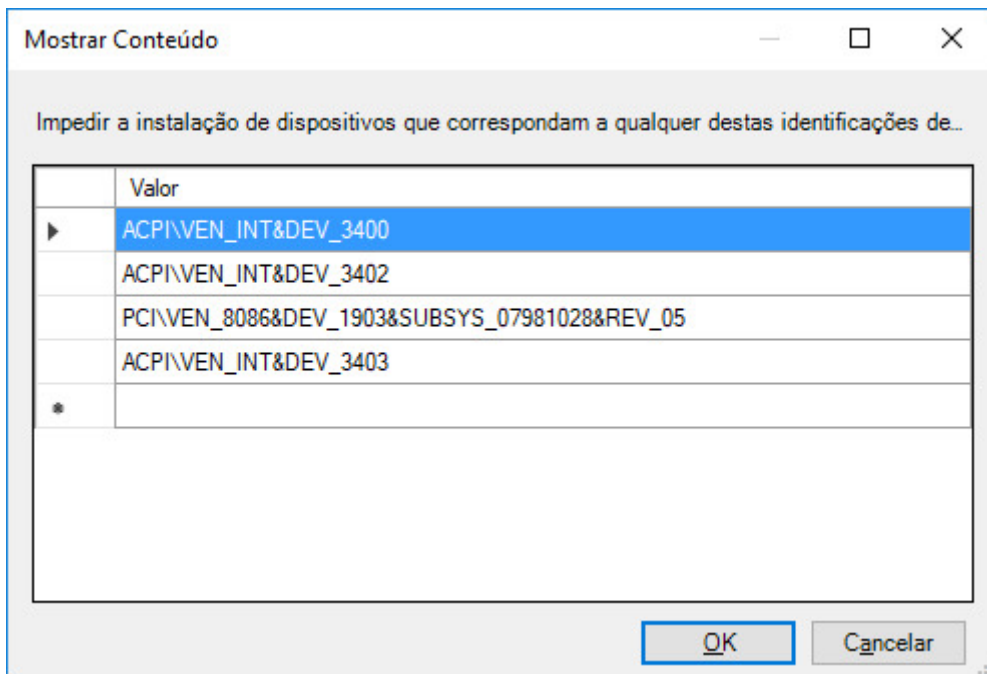 Mostrar Conteúdo
Impedir a instalação de dispositivos que correspondam a qualquer destas identificações de...
Valor
ACPI\VEN_INT&DEV_3400
ACPI\VEN_INT&DEV_3402
PCI\VEN_8086&DEV_1903&SUBSYS_07981028&REV_05
ACPI\VEN_INT&DEV_3403
OK Cancelar